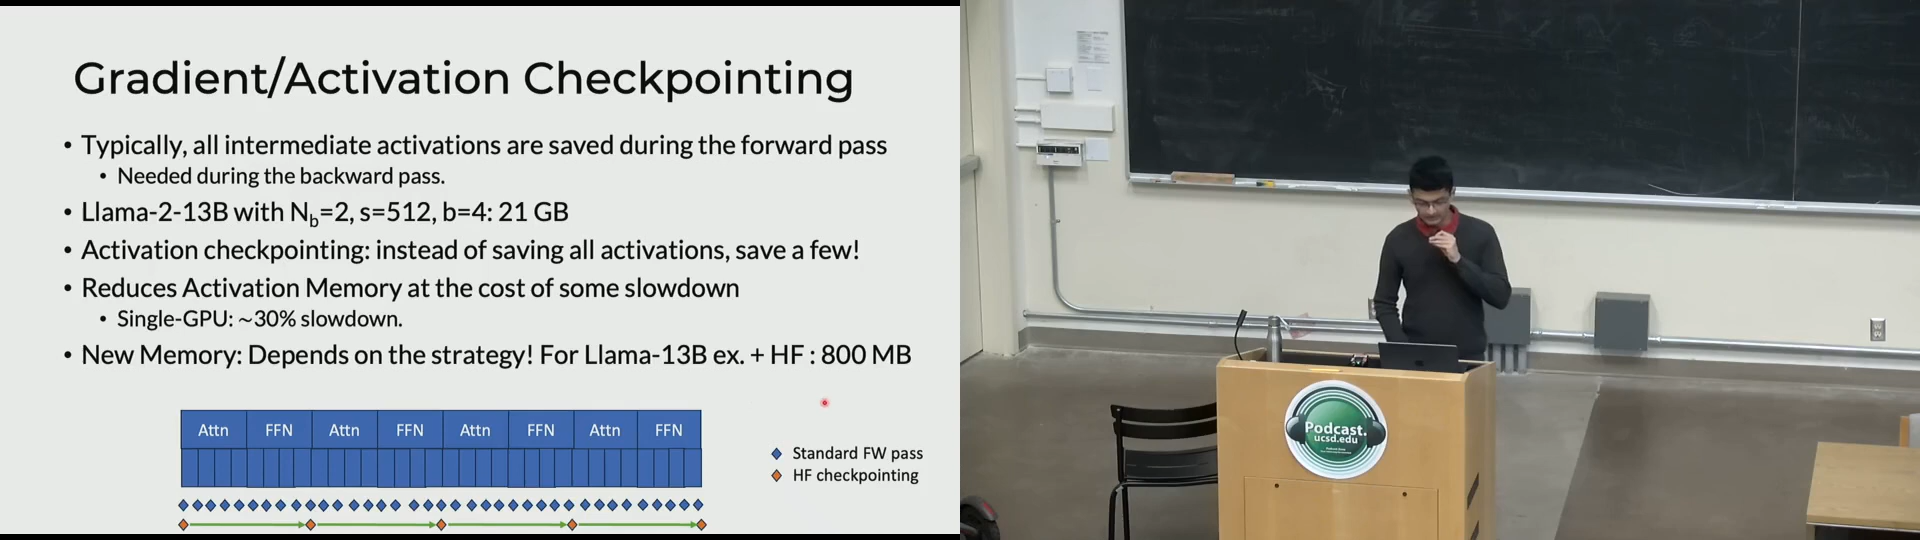 Gradient/Activation Checkpointing
• Typically, all intermediate activations are saved during the forward pass
• Needed during the backward pass.
• Llama-2-13B with Nb=2, s=512, b=4: 21 GB
• Activation checkpointing: instead of saving all activations, save a few!
• Reduces Activation Memory at the cost of some slowdown
• Single-GPU: ~30% slowdown.
• New Memory: Depends on the strategy! For Llama-13B ex. + HF : 800 MB
Attn FFN Attn FFN Attn FFN Attn FFN
Standard FW pass
HF checkpointing
Podcast.
ucsd.edu